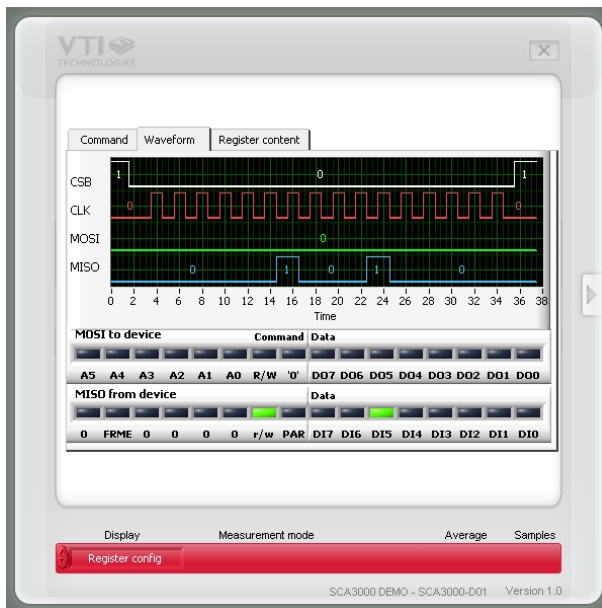 VTI
TECHNOLOGIES
Command Waveform Register content
CSB 1 0 1
CLK 0 0
MOSI 0
MISO 0 1 0 1 0
0 2 4 6 8 10 12 14 16 18 20 22 24 26 28 30 32 34 36 38
Time
MOSI to device Command Data
A5 A4 A3 A2 A1 A0 R/W '0' DO7 DO6 DO5 DO4 DO3 DO2 DO1 DO0
MISO from device Data
0 FRME 0 0 0 0 r/w PAR DI7 DI6 DI5 DI4 DI3 DI2 DI1 DI0
Display Measurement mode Average Samples
Register config
SCA3000 DEMO - SCA3000-D01 Version 1.0